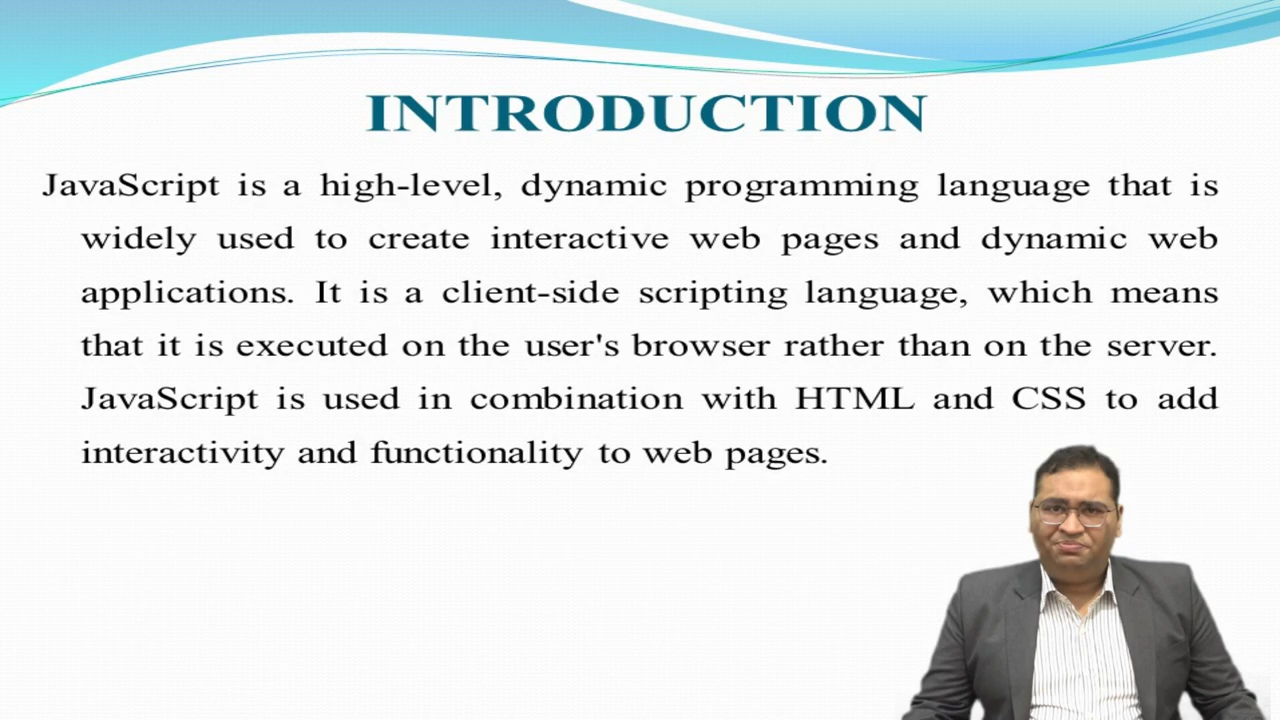 INTRODUCTION
JavaScript is a high-level, dynamic programming language that is
widely used to create interactive web pages and dynamic web
applications. It is a client-side scripting language, which means
that it is executed on the user's browser rather than on the server.
JavaScript is used in combination with HTML and CSS to add
interactivity and functionality to web pages.